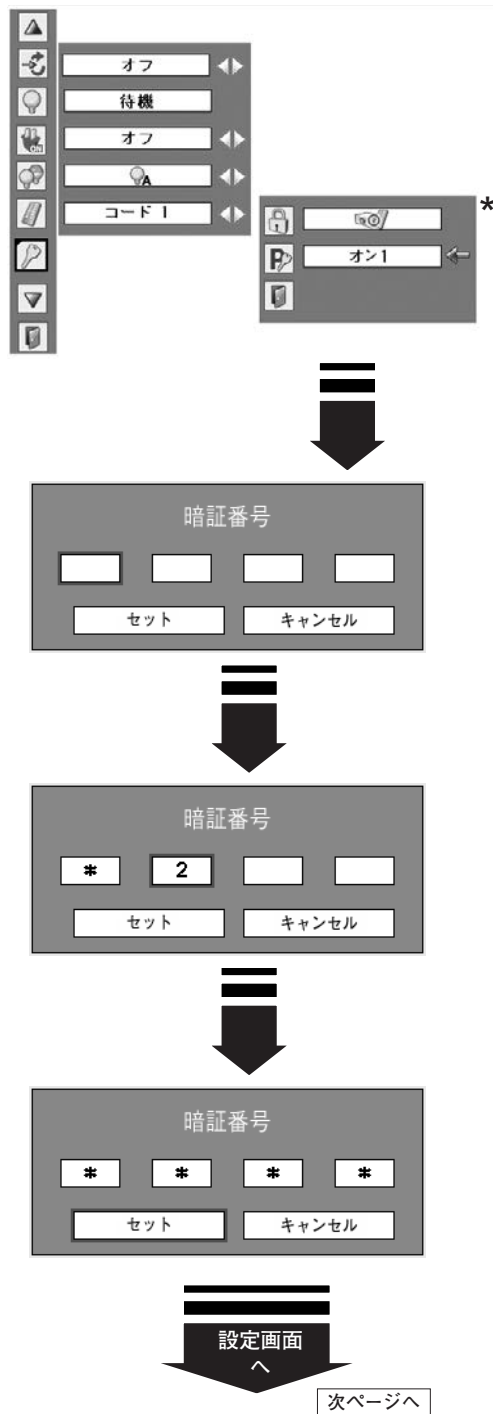 オフ
待機
オフ
ON
A
コード 1
*
P
オン1
暗証番号
セット
キャンセル
暗証番号
* 2
セット
キャンセル
暗証番号
* * * *
セット
キャンセル
設定画面
へ
次ページへ